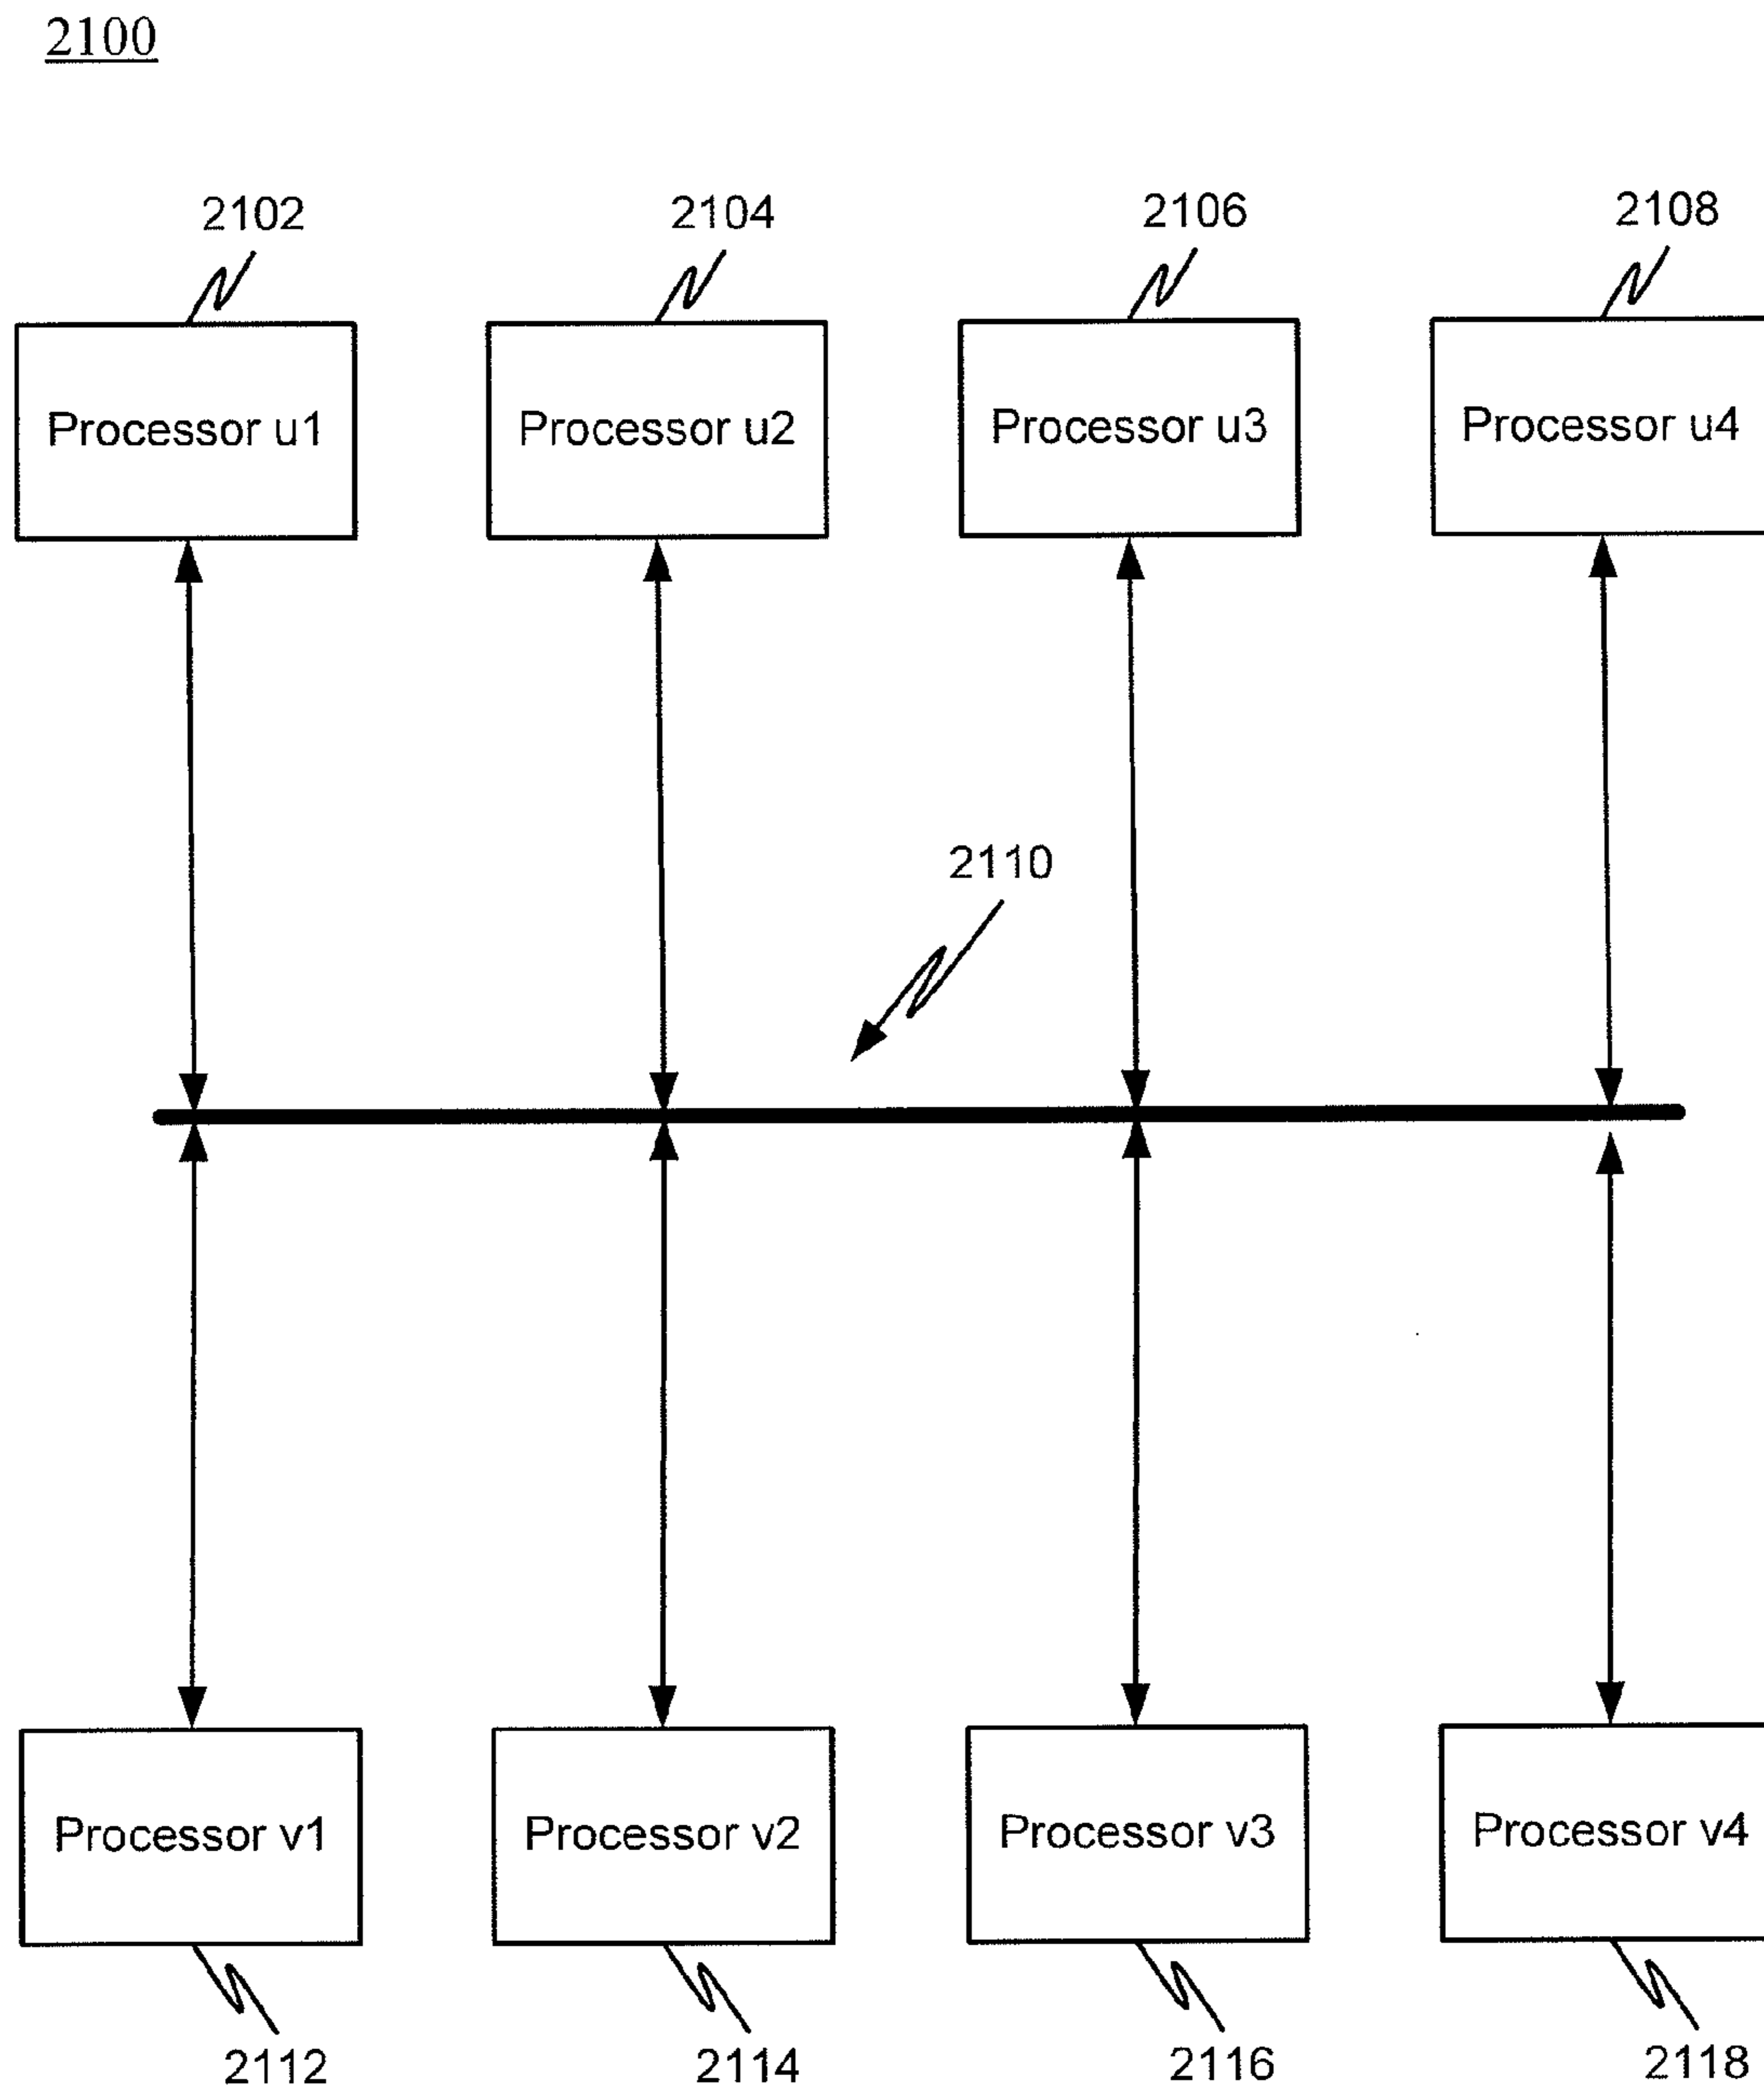 2100
2102 2104 2106 2108
Processor u1 Processor u2 Processor u3 Processor u4
2110
Processor v1 Processor v2 Processor v3 Processor v4
2112 2114 2116 2118